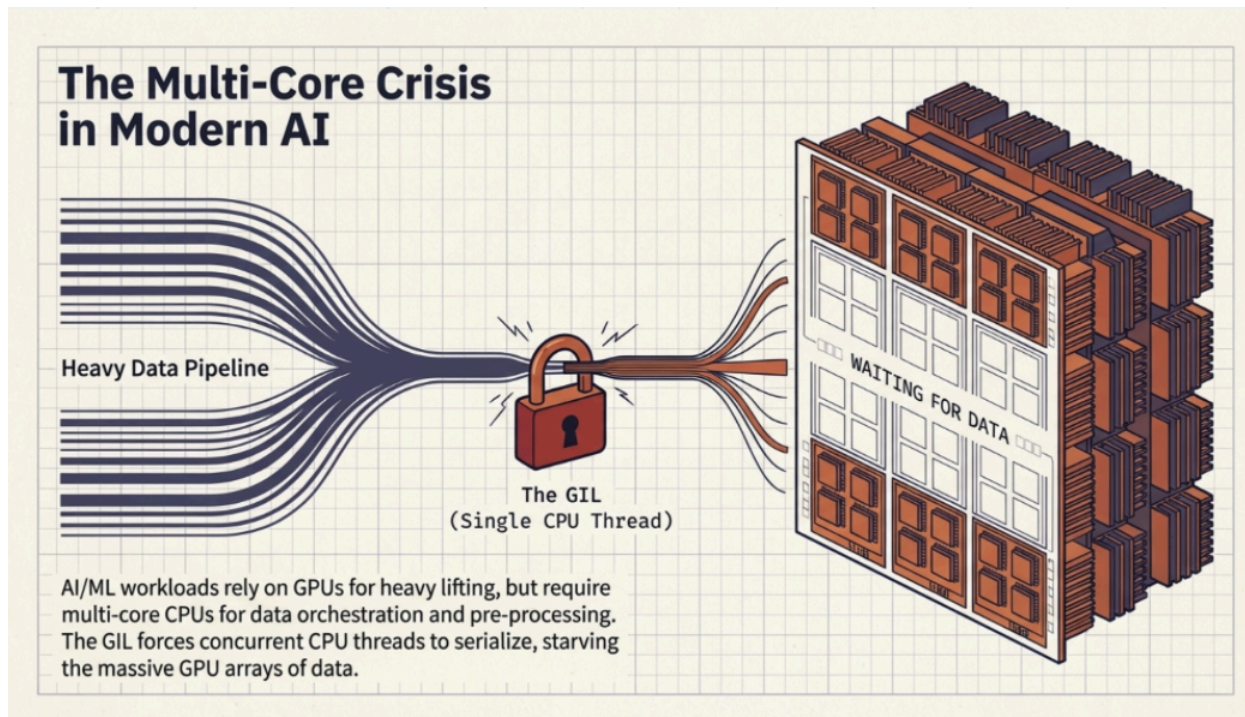 The Multi-Core Crisis
in Modern AI
Heavy Data Pipeline
The GIL
(Single CPU Thread)
WAITING FOR DATA
AI/ML workloads rely on GPUs for heavy lifting, but require
multi-core CPUs for data orchestration and pre-processing.
The GIL forces concurrent CPU threads to serialize, starving
the massive GPU arrays of data.